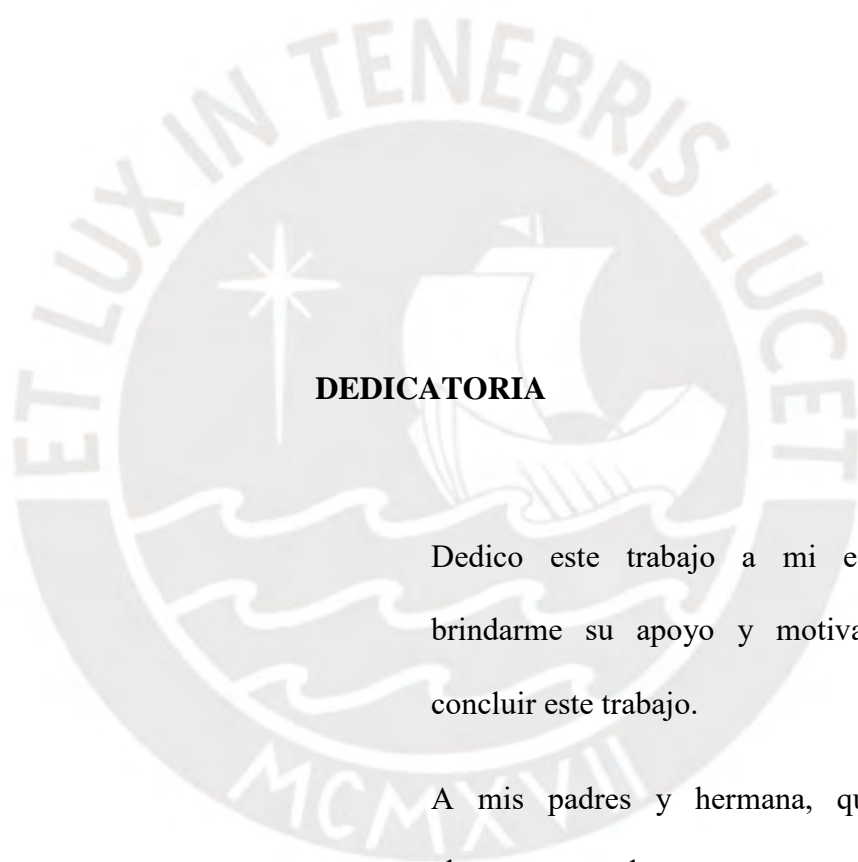 ET LUX IN TENEBRIS LUCET
DEDICATORIA
Dedico este trabajo a mi
brindarme su apoyo y
concluir este trabajo.
A mis padres y hermana,
MCMXVII